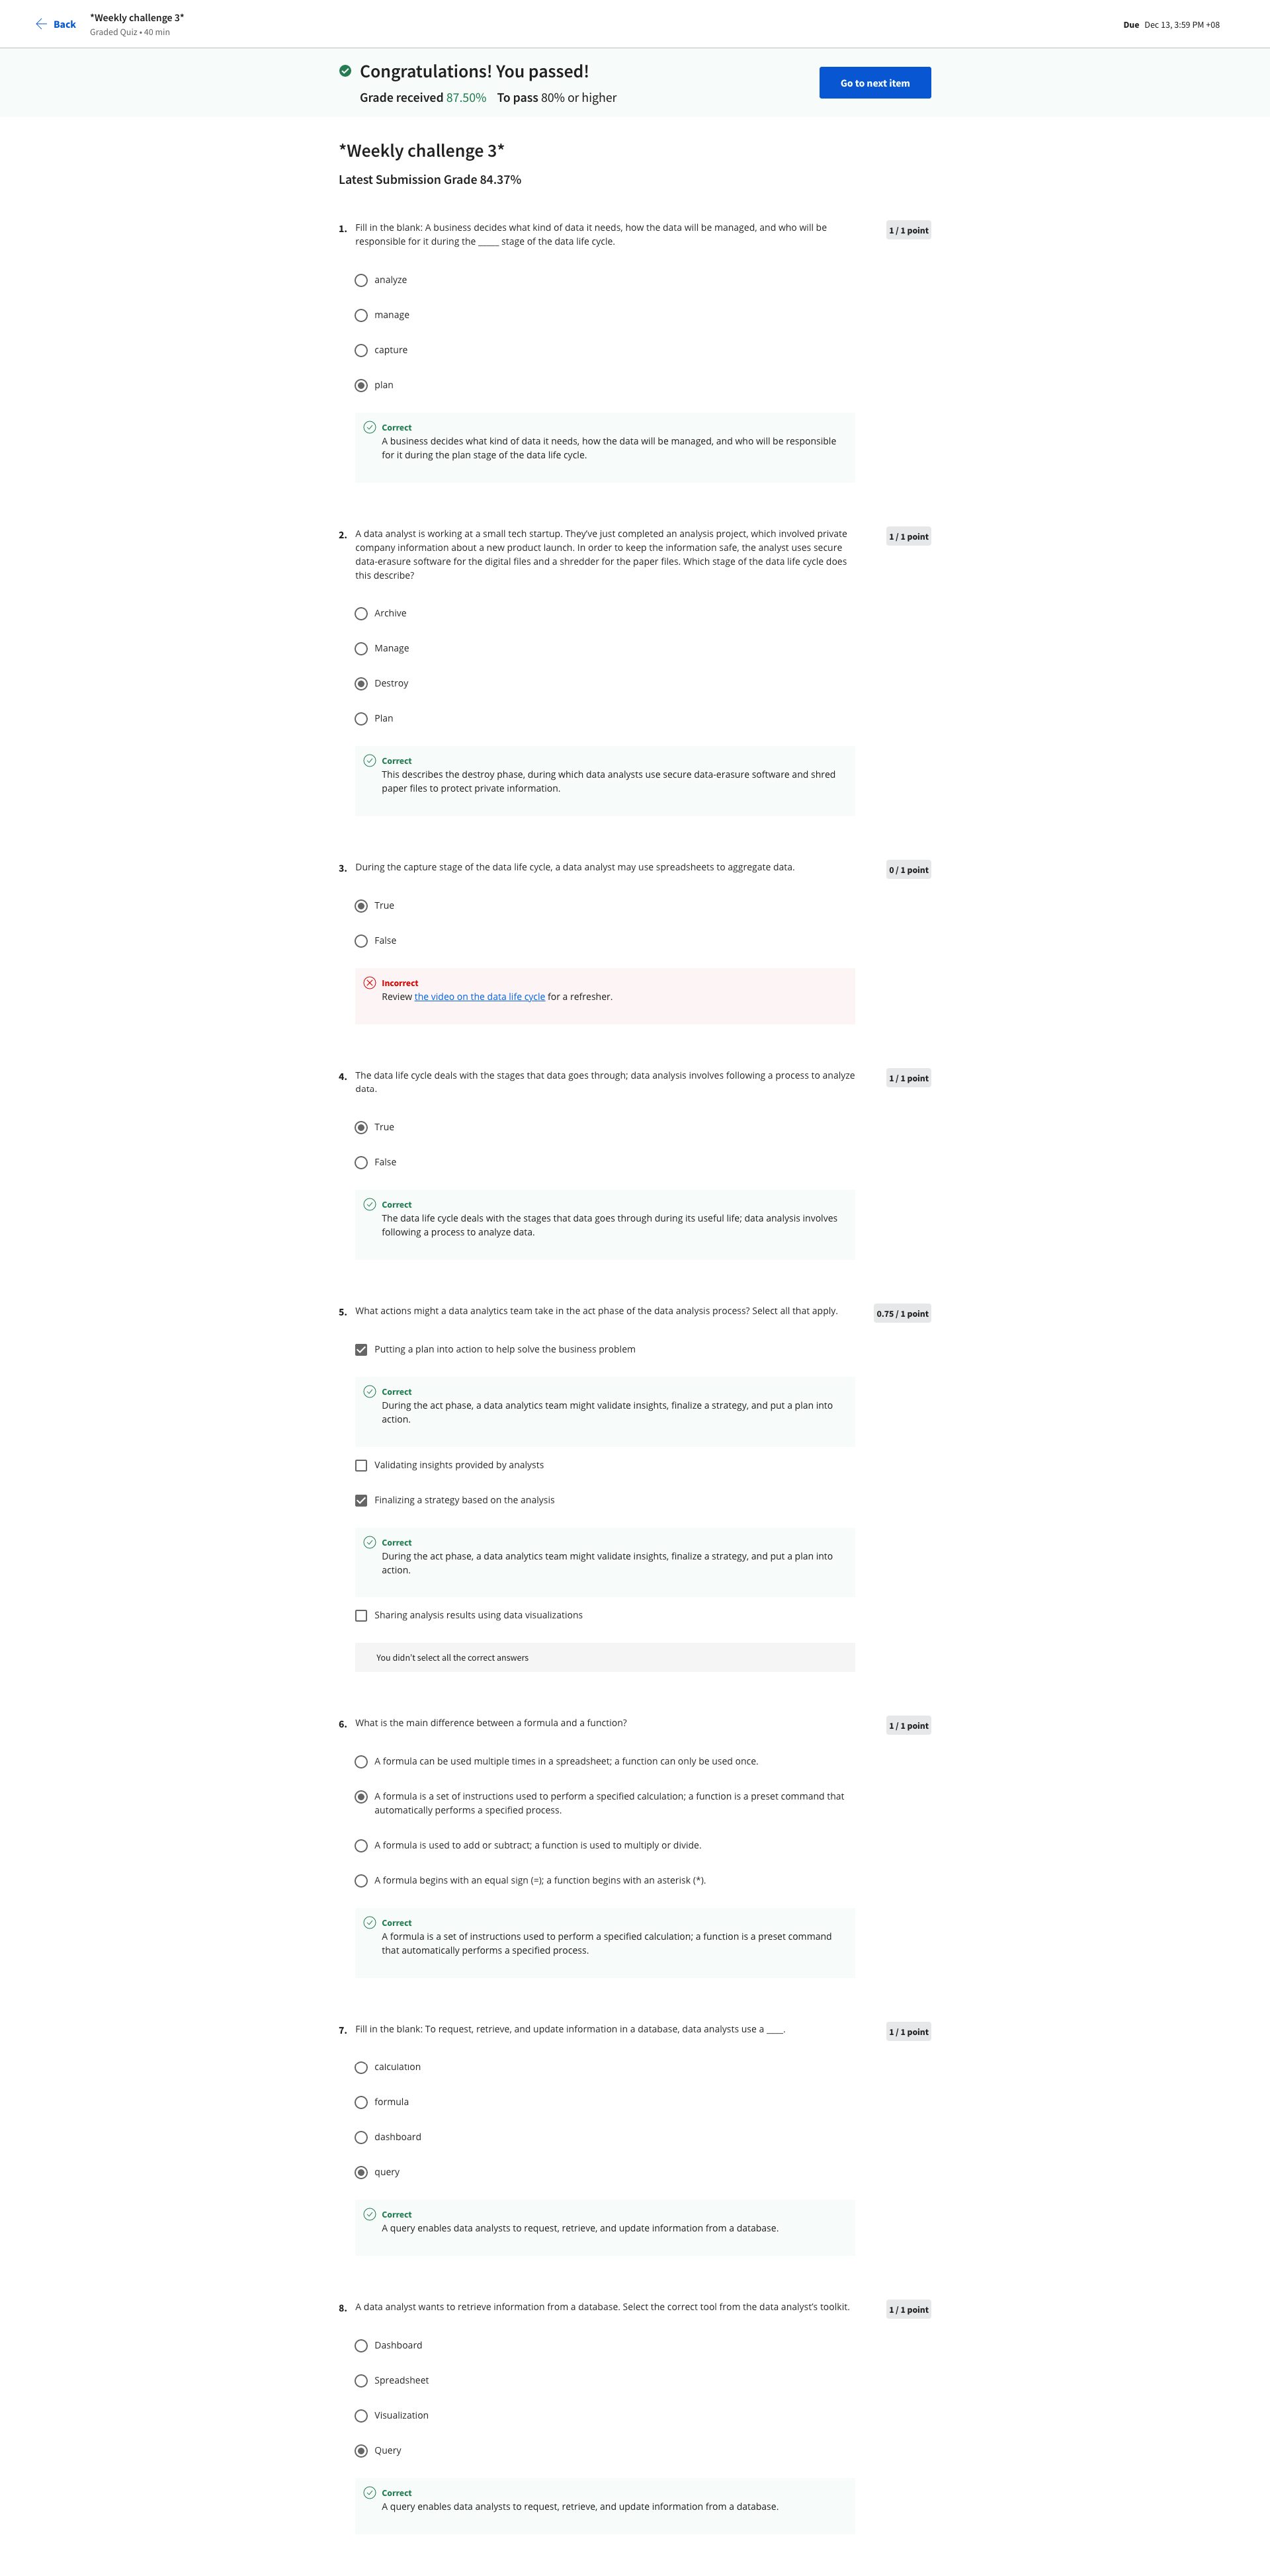 Back
*Weekly challenge 3*
Graded Quiz • 40 min
Due Dec 13, 3:59 PM +08
Congratulations! You passed!
Grade received 87.50% To pass 80% or higher
Go to next item
*Weekly challenge 3*
Latest Submission Grade 84.37%
1. Fill in the blank: A business decides what kind of data it needs, how the data will be managed, and who will be
responsible for it during the _____ stage of the data life cycle.
1 / 1 point
analyze
manage
capture
plan
Correct
A business decides what kind of data it needs, how the data will be managed, and who will be responsible
for it during the plan stage of the data life cycle.
2. A data analyst is working at a small tech startup. They've just completed an analysis project, which involved private
company information about a new product launch. In order to keep the information safe, the analyst uses secure
data-erasure software for the digital files and a shredder for the paper files. Which stage of the data life cycle does
this describe?
1 / 1 point
Archive
Manage
Destroy
Plan
Correct
This describes the destroy phase, during which data analysts use secure data-erasure software and shred
paper files to protect private information.
3. During the capture stage of the data life cycle, a data analyst may use spreadsheets to aggregate data.
0 / 1 point
True
False
Incorrect
Review the video on the data life cycle for a refresher.
4. The data life cycle deals with the stages that data goes through; data analysis involves following a process to analyze
data.
1 / 1 point
True
False
Correct
The data life cycle deals with the stages that data goes through during its useful life; data analysis involves
following a process to analyze data.
5. What actions might a data analytics team take in the act phase of the data analysis process? Select all that apply.
0.75 / 1 point
Putting a plan into action to help solve the business problem
Correct
During the act phase, a data analytics team might validate insights, finalize a strategy, and put a plan into
action.
Validating insights provided by analysts
Finalizing a strategy based on the analysis
Correct
During the act phase, a data analytics team might validate insights, finalize a strategy, and put a plan into
action.
Sharing analysis results using data visualizations
You didn't select all the correct answers
6. What is the main difference between a formula and a function?
1 / 1 point
A formula can be used multiple times in a spreadsheet; a function can only be used once.
A formula is a set of instructions used to perform a specified calculation; a function is a preset command that
automatically performs a specified process.
A formula is used to add or subtract; a function is used to multiply or divide.
A formula begins with an equal sign (=); a function begins with an asterisk (*).
Correct
A formula is a set of instructions used to perform a specified calculation; a function is a preset command
that automatically performs a specified process.
7. Fill in the blank: To request, retrieve, and update information in a database, data analysts use a ____.
1 / 1 point
calculation
formula
dashboard
query
Correct
A query enables data analysts to request, retrieve, and update information from a database.
8. A data analyst wants to retrieve information from a database. Select the correct tool from the data analyst's toolkit.
1 / 1 point
Dashboard
Spreadsheet
Visualization
Query
Correct
A query enables data analysts to request, retrieve, and update information from a database.